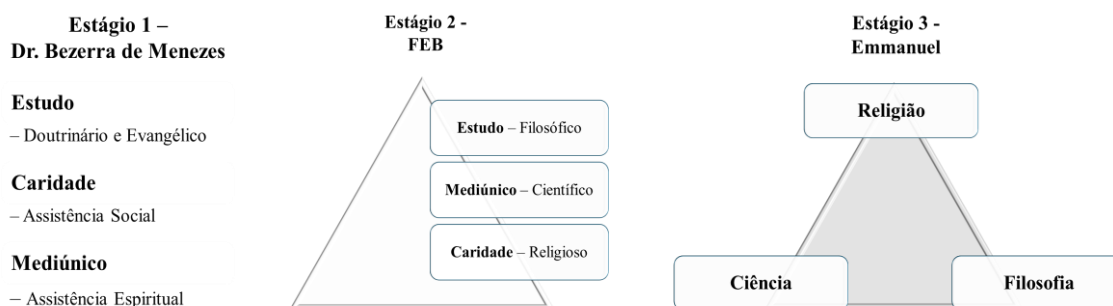 Estágio 1 –
Dr. Bezerra de Menezes
Estudo
– Doutrinário e Evangélico
Caridade
– Assistência Social
Mediúnico
– Assistência Espiritual
Estágio 2 -
FEB
Estudo – Filosófico
Mediúnico – Científico
Caridade – Religioso
Estágio 3 -
Emmanuel
Religião
Ciência
Filosofia